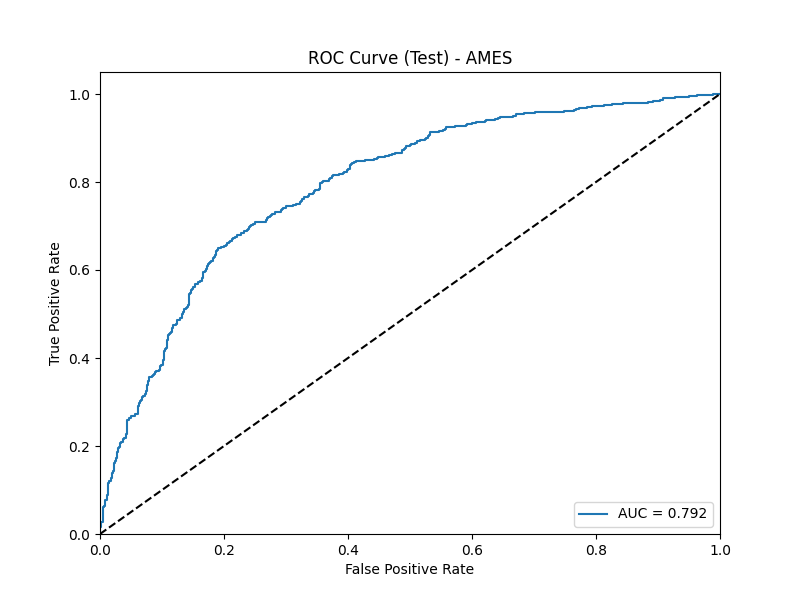 ROC Curve (Test) - AMES
True Positive Rate
1.0
0.8
0.6
0.4
0.2
0.0
AUC = 0.792
0.0 0.2 0.4 0.6 0.8 1.0
False Positive Rate